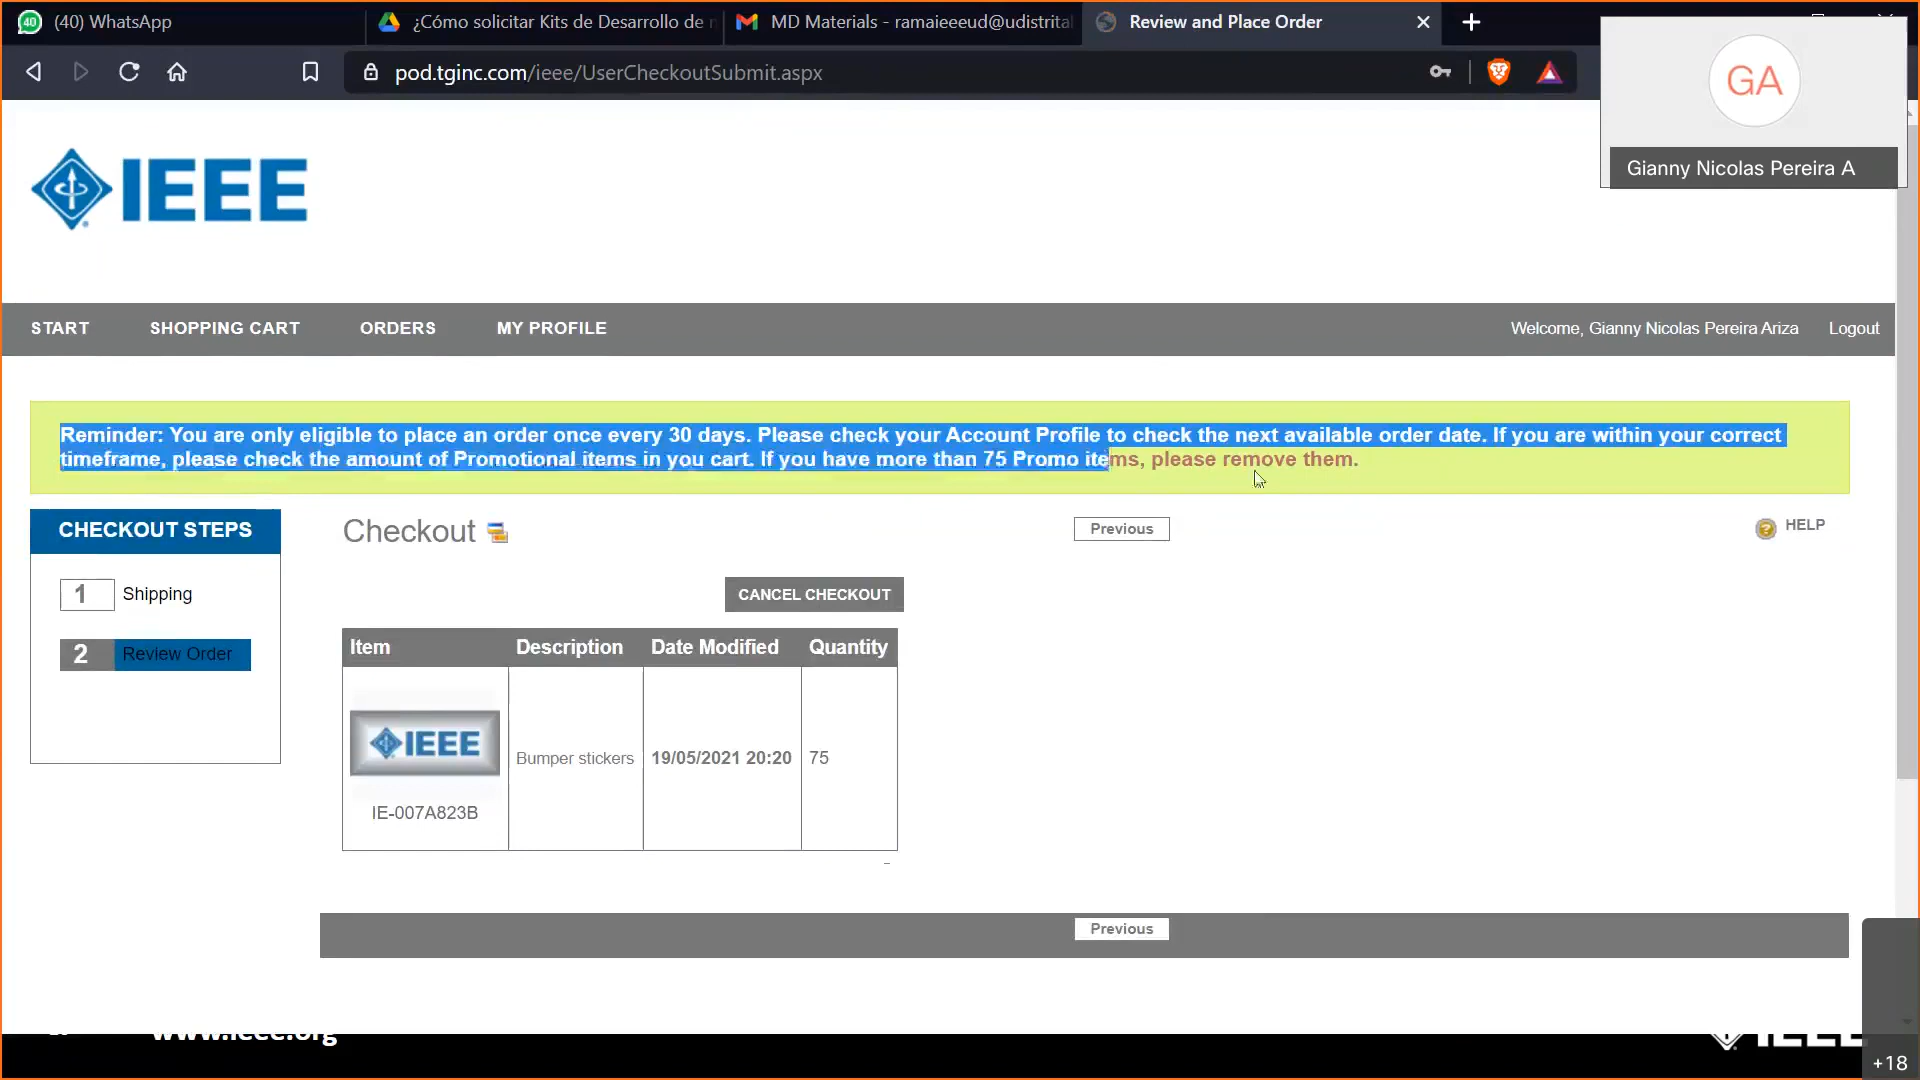 40 (40) WhatsApp
¿Cómo solicitar Kits de Desarrollo de m
MD Materials - ramaieeeud@udistrital
Review and Place Order
pod.tginc.com/ieee/UserCheckoutSubmit.aspx
GA
Gianny Nicolas Pereira A
IEEE
START
SHOPPING CART
ORDERS
MY PROFILE
Welcome, Gianny Nicolas Pereira Ariza
Logout
Reminder: You are only eligible to place an order once every 30 days. Please check your Account Profile to check the next available order date. If you are within your correct
timeframe, please check the amount of Promotional items in you cart. If you have more than 75 Promo items, please remove them.
CHECKOUT STEPS
1 Shipping
2 Review Order
Checkout
Previous
HELP
CANCEL CHECKOUT
Item Description Date Modified Quantity
IEEE
Bumper stickers 19/05/2021 20:20 75
IE-007A823B
Previous
www.ieee.org
IEEE
+18